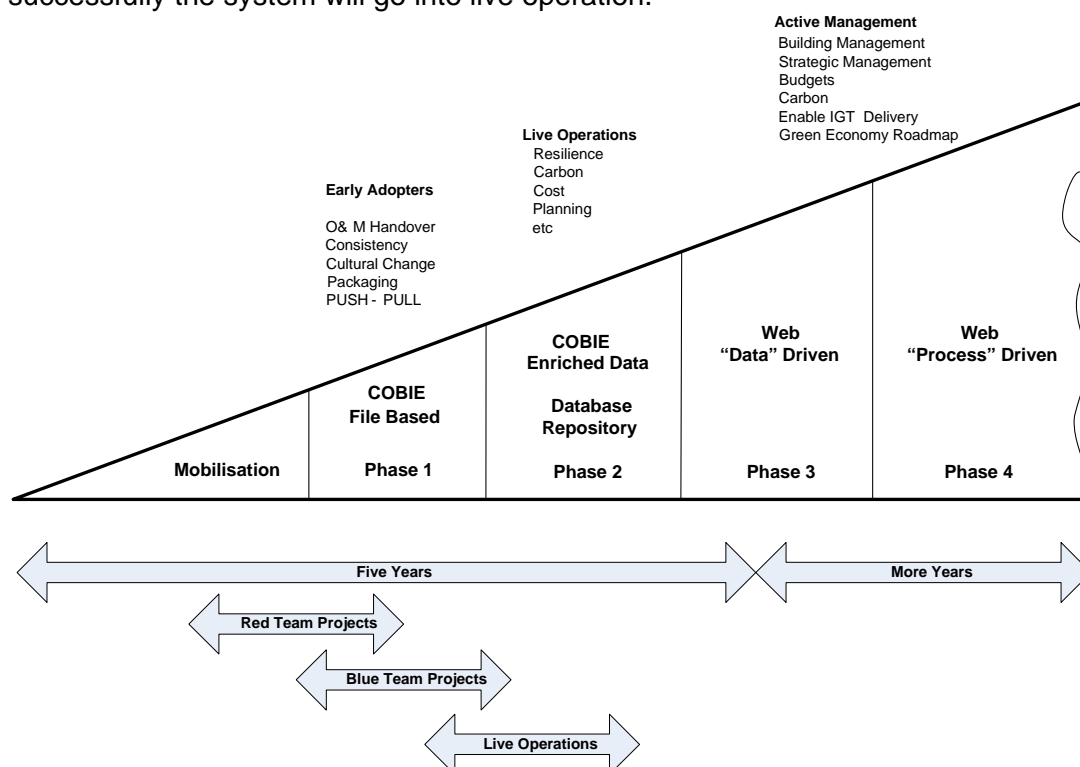 successfully the system will go into live operation.
Active Management
Building Management
Strategic Management
Budgets
Carbon
Enable IGT Delivery
Green Economy Roadmap
Live Operations
Resilience
Carbon
Cost
Planning
etc
Early Adopters
O& M Handover
Consistency
Cultural Change
Packaging
PUSH - PULL
Mobilisation
COBIE
File Based
Phase 1
COBIE
Enriched Data
Database
Repository
Phase 2
Web
“Data” Driven
Phase 3
Web
“Process” Driven
Phase 4
Five Years
More Years
Red Team Projects
Blue Team Projects
Live Operations